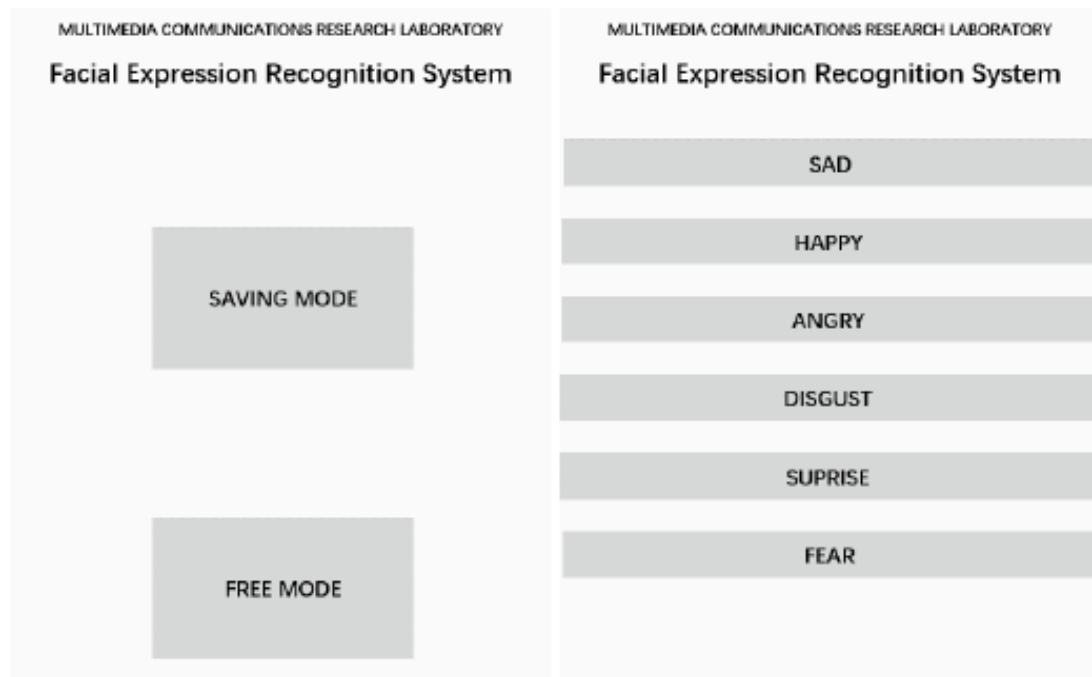 MULTIMEDIA COMMUNICATIONS RESEARCH LABORATORY
Facial Expression Recognition System
SAVING MODE
FREE MODE
MULTIMEDIA COMMUNICATIONS RESEARCH LABORATORY
Facial Expression Recognition System
SAD
HAPPY
ANGRY
DISGUST
SUPRISE
FEAR